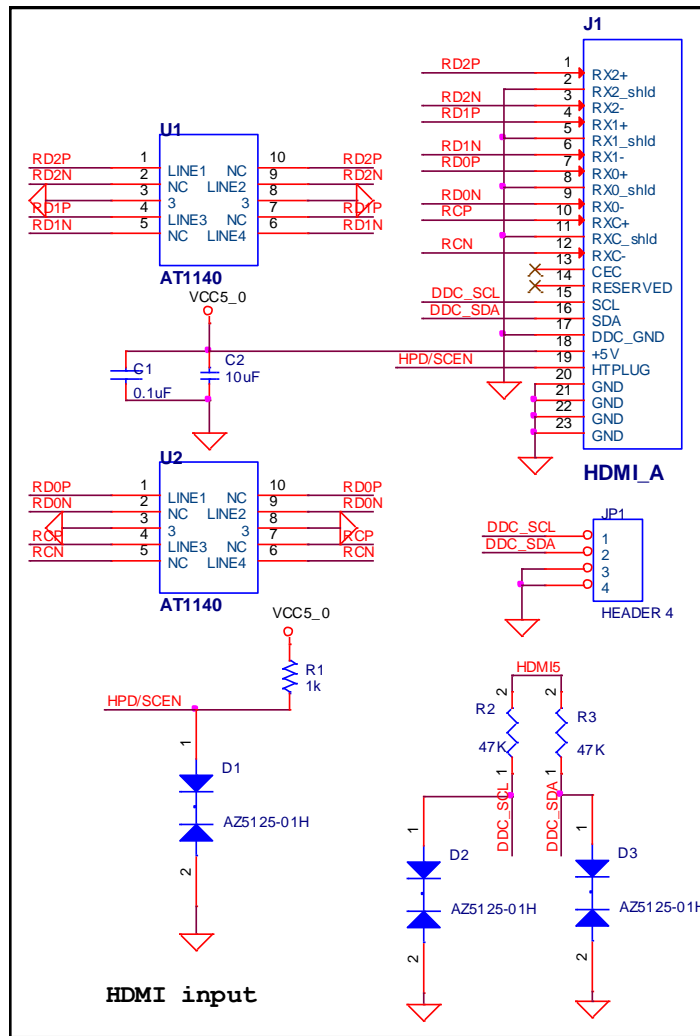 J1
RD2P 1 RX2+
2 RX2_shld
RD2N 3 RX2-
RD1P 4 RX1+
5 RX1_shld
RD1N 6 RX1-
RD0P 7 RX0+
8 RX0_shld
RD0N 9 RX0-
RCP 10 RXC+
11 RXC_shld
RCN 12 RXC-
13 CEC
14 RESERVED
DDC_SCL 15 SCL
DDC_SDA 16 SDA
17 DDC_GND
18 +5V
HPD/SCEN 19 HTPLUG
20 GND
21 GND
22 GND
23 GND
HDMI_A
U1
RD2P 1 LINE1 NC 10 RD2P
RD2N 2 NC LINE2 9 RD2N
3 3 8
RD1P 4 LINE3 NC 7 RD1P
RD1N 5 NC LINE4 6 RD1N
AT1140
VCC5_0
C1 C2
0.1uF 10uF
U2
RD0P 1 LINE1 NC 10 RD0P
RD0N 2 NC LINE2 9 RD0N
3 3 8
RCP 4 LINE3 NC 7 RCP
RCN 5 NC LINE4 6 RCN
AT1140
JP1
DDC_SCL 1
DDC_SDA 2
3
4
HEADER 4
VCC5_0
R1
1k
HPD/SCEN
1
D1
AZ5125-01H
2
HDMI5
2 2
R2 R3
47K 47K
1 1
DDC_SCL DDC_SDA
1 1
D2 D3
AZ5125-01H AZ5125-01H
2 2
HDMI input